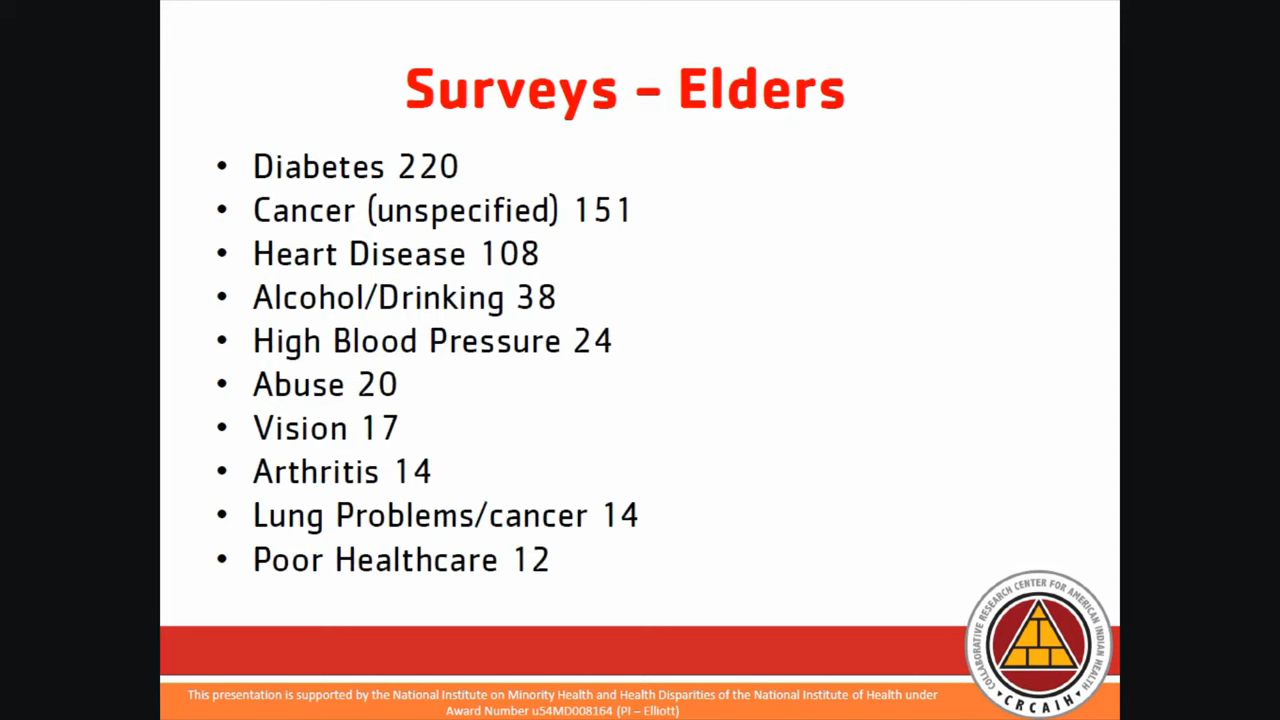 Surveys – Elders
• Diabetes 220
• Cancer (unspecified) 151
• Heart Disease 108
• Alcohol/Drinking 38
• High Blood Pressure 24
• Abuse 20
• Vision 17
• Arthritis 14
• Lung Problems/cancer 14
• Poor Healthcare 12
COLLABORATIVE RESEARCH CENTER FOR AMERICAN INDIAN HEALTH
CRCAIH
This presentation is supported by the National Institute on Minority Health and Health Disparities of the National Institute of Health under
Award Number u54MD008164 (PI – Elliott)